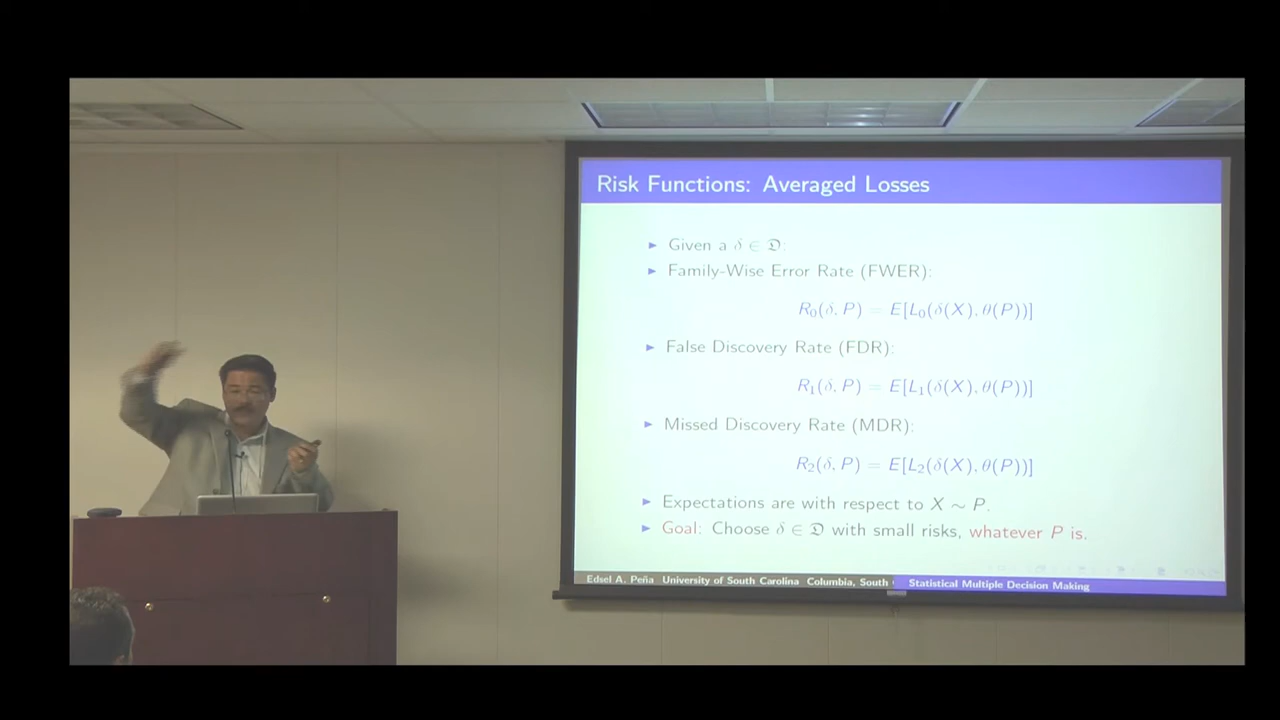 Risk Functions: Averaged Losses
► Given a δ ∈ 𝔇:
► Family-Wise Error Rate (FWER):
R₀(δ, P) = E[L₀(δ(X), θ(P))]
► False Discovery Rate (FDR):
R₁(δ, P) = E[L₁(δ(X), θ(P))]
► Missed Discovery Rate (MDR):
R₂(δ, P) = E[L₂(δ(X), θ(P))]
► Expectations are with respect to X ∼ P.
► Goal: Choose δ ∈ 𝔇 with small risks, whatever P is.
Edsel A. Peña University of South Carolina Columbia, South
Statistical Multiple Decision Making